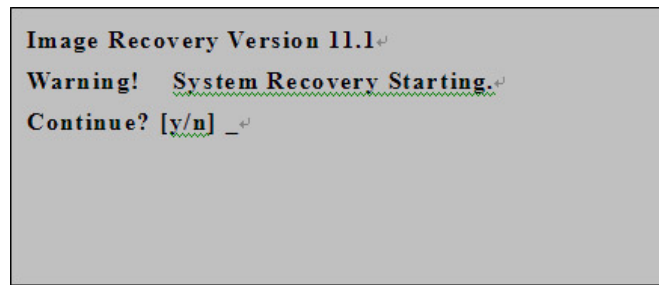 Image Recovery Version 11.1
Warning! System Recovery Starting.
Continue? [y/n] _